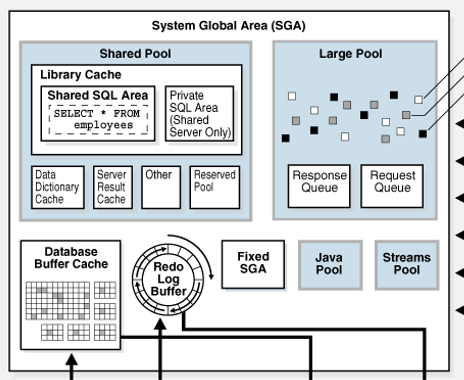 System Global Area (SGA)
Shared Pool
Library Cache
Shared SQL Area
SELECT * FROM
employees
Private
SQL Area
(Shared
Server Only)
Data
Dictionary
Cache
Server
Result
Cache
Other
Reserved
Pool
Large Pool
Response
Queue
Request
Queue
Database
Buffer Cache
Redo
Log
Buffer
Fixed
SGA
Java
Pool
Streams
Pool